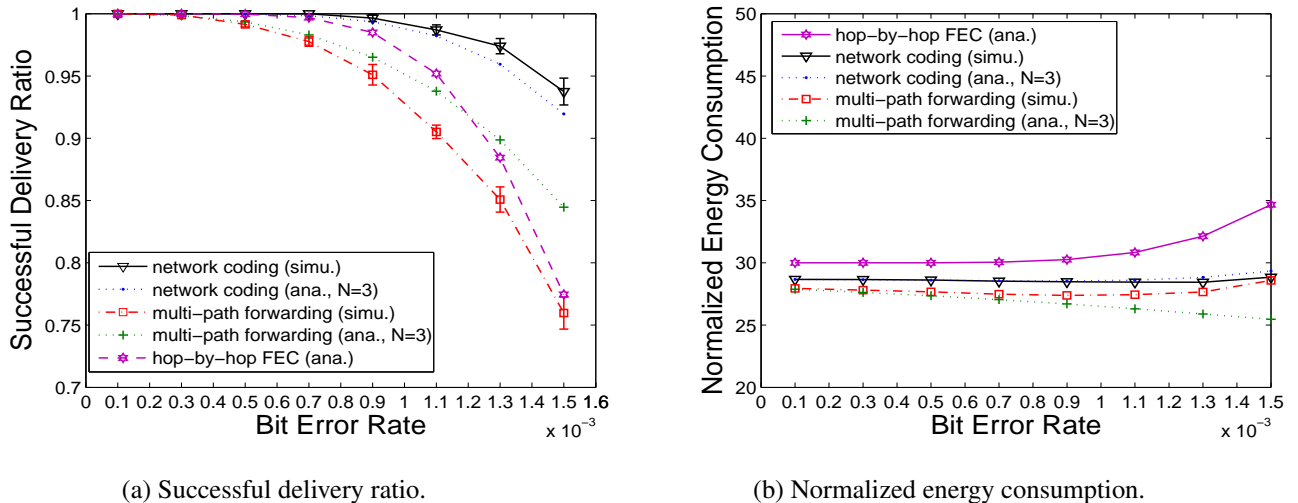 1
0.95
0.9
0.85
0.8
0.75
0.7
Successful Delivery Ratio
network coding (simu.)
network coding (ana., N=3)
multi−path forwarding (simu.)
multi−path forwarding (ana., N=3)
hop−by−hop FEC (ana.)
0 0.1 0.2 0.3 0.4 0.5 0.6 0.7 0.8 0.9 1 1.1 1.2 1.3 1.4 1.5 1.6
Bit Error Rate
x 10−3
(a) Successful delivery ratio.
50
45
40
35
30
25
20
Normalized Energy Consumption
hop−by−hop FEC (ana.)
network coding (simu.)
network coding (ana., N=3)
multi−path forwarding (simu.)
multi−path forwarding (ana., N=3)
0 0.1 0.2 0.3 0.4 0.5 0.6 0.7 0.8 0.9 1 1.1 1.2 1.3 1.4 1.5
Bit Error Rate
x 10−3
(b) Normalized energy consumption.